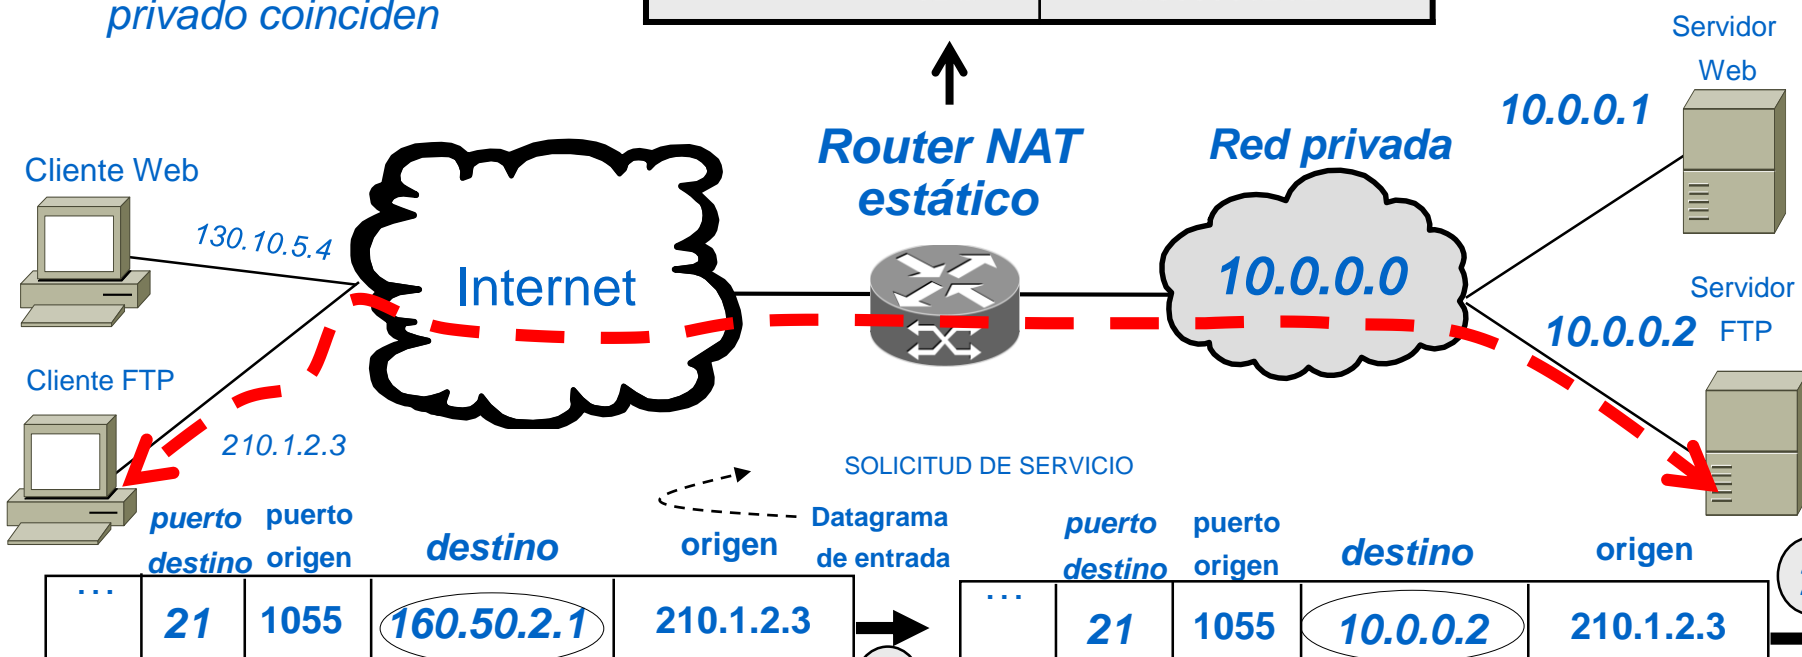 privado coinciden
Servidor
Web
10.0.0.1
Router NAT
estático
Red privada
Cliente Web
130.10.5.4
Internet
10.0.0.0
Servidor
FTP
10.0.0.2
Cliente FTP
210.1.2.3
SOLICITUD DE SERVICIO
Datagrama
de entrada
puerto puerto
destino origen destino origen
... 21 1055 160.50.2.1 210.1.2.3
puerto puerto
destino origen destino origen
... 21 1055 10.0.0.2 210.1.2.3